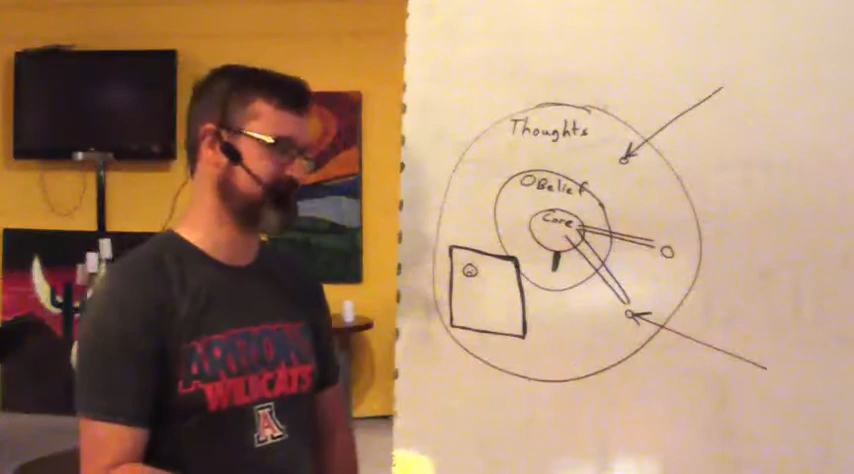 Thoughts
Belief
Core
ARIZONA
WILDCATS
A